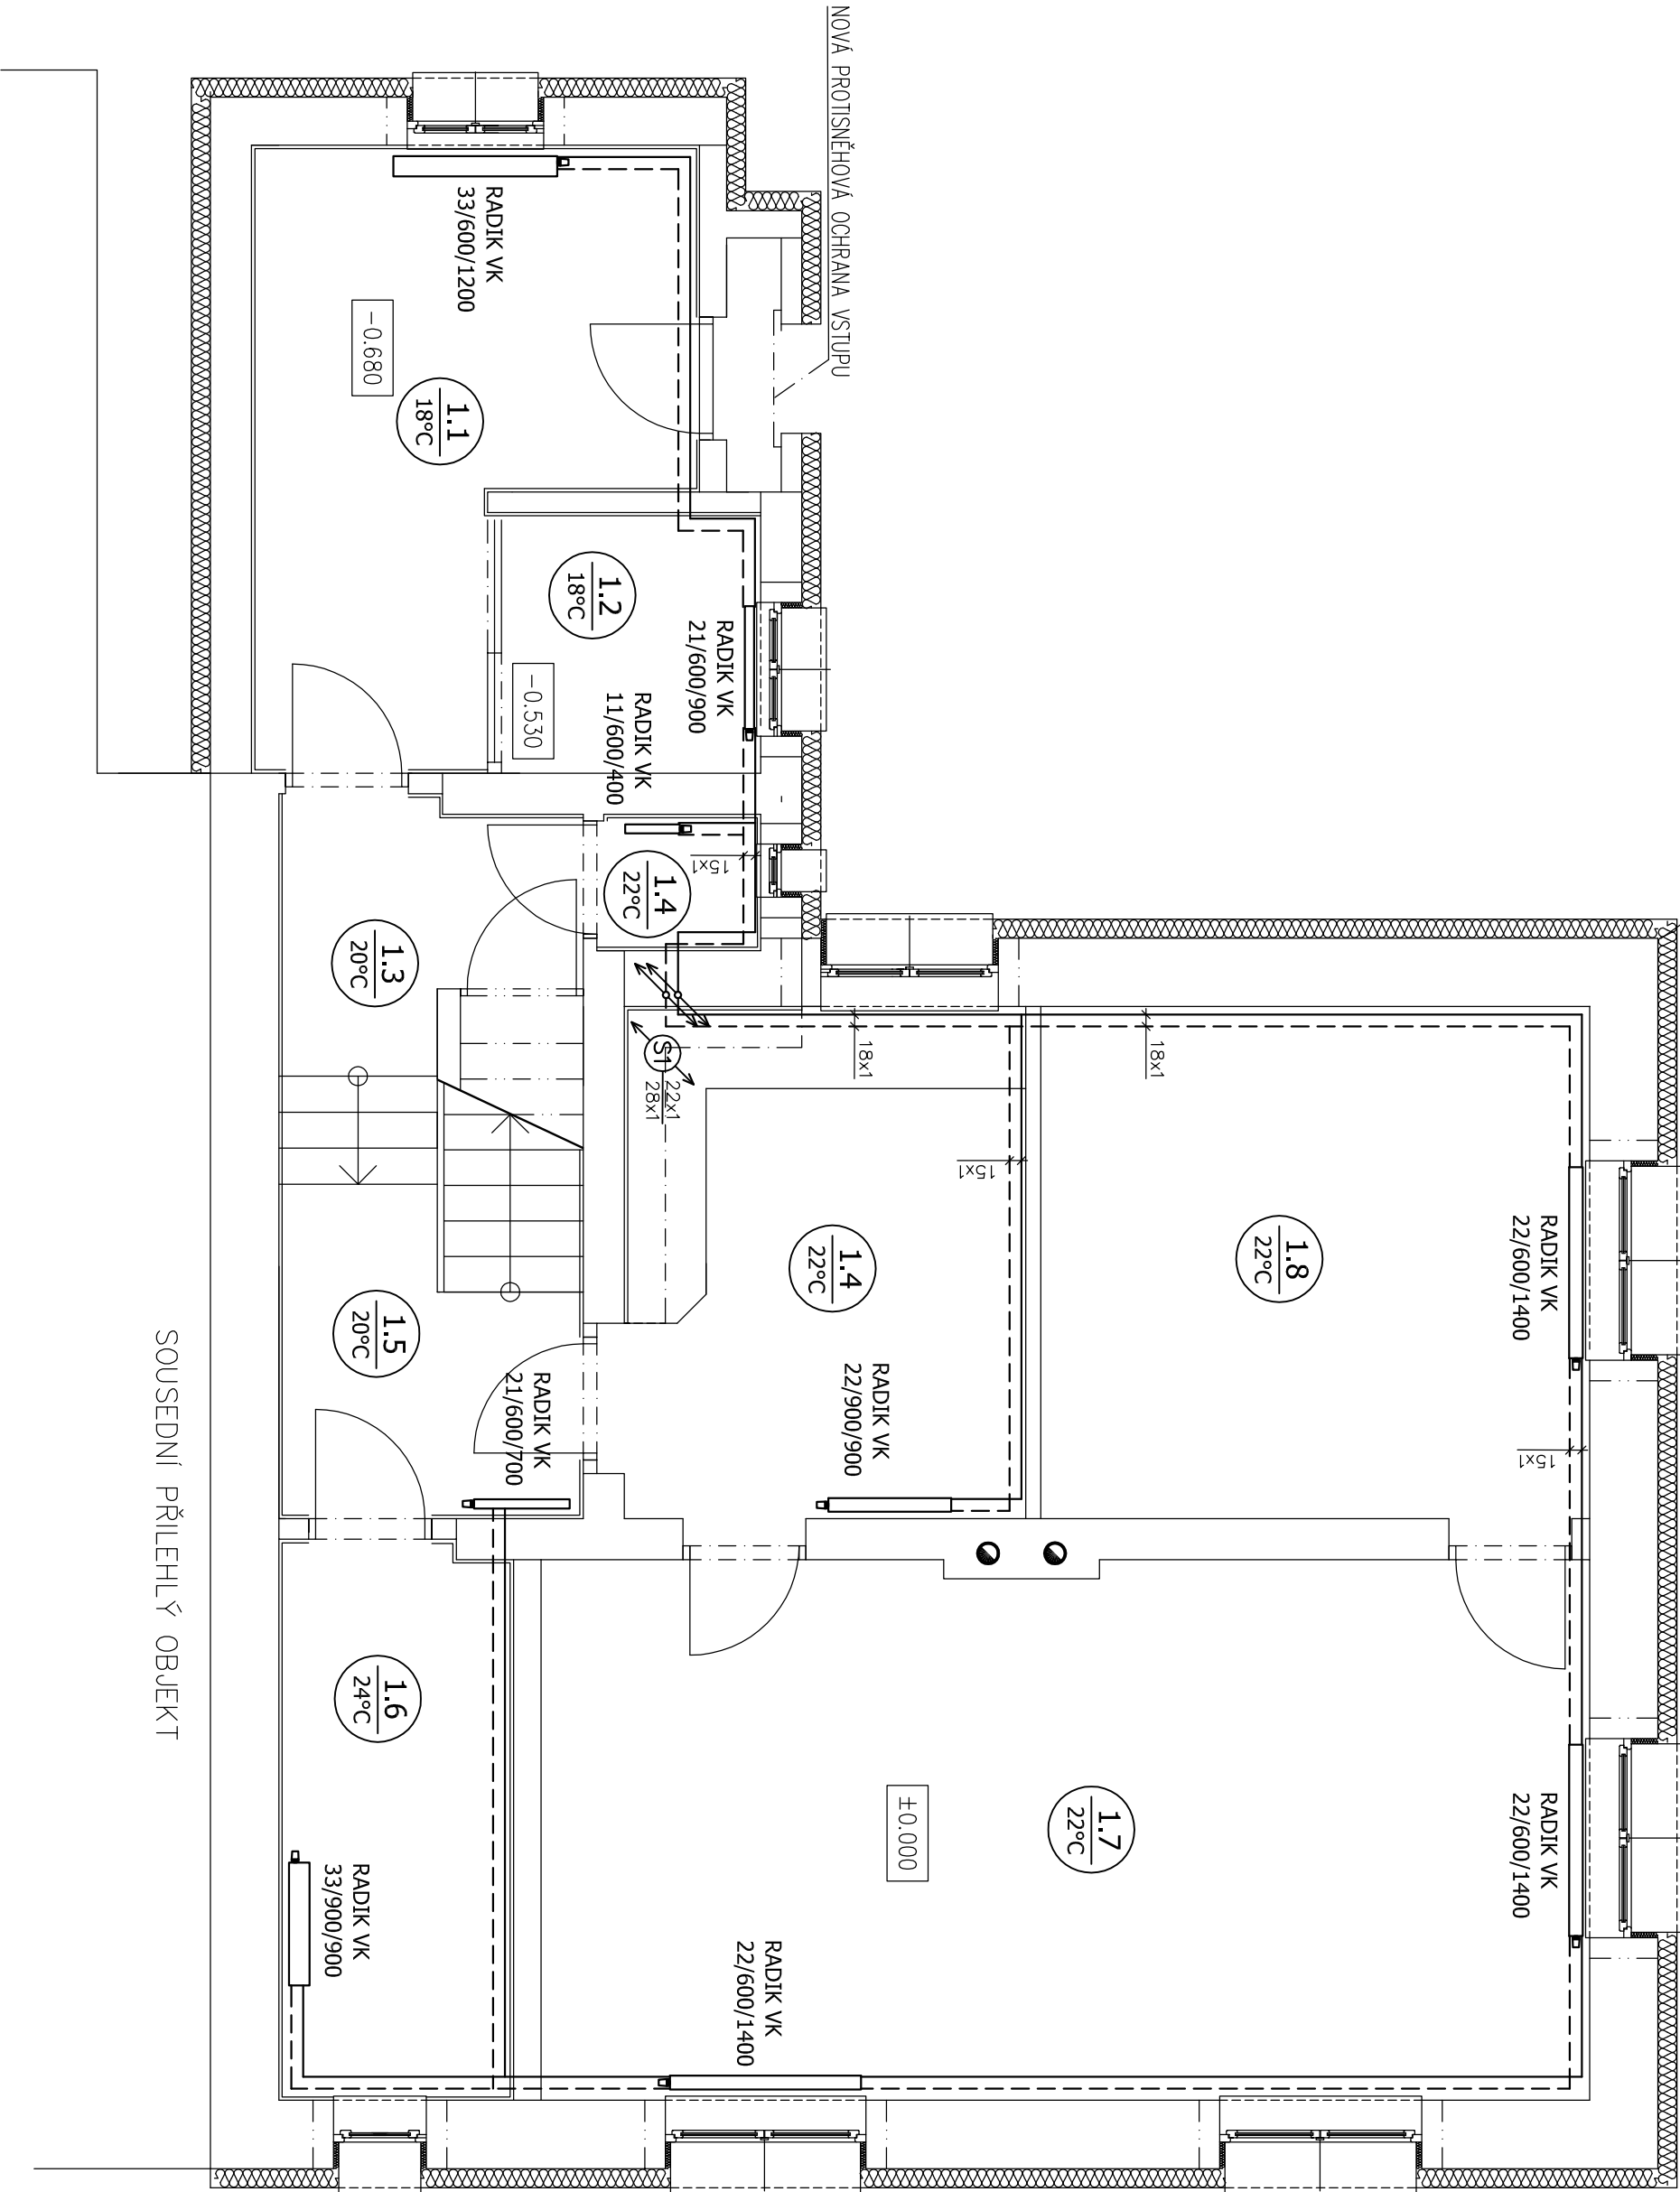 NOVÁ PROTISNĚHOVÁ OCHRANA VSTUPU
RADIK VK
33/600/1200
-0.680
1.1
18°C
1.2
18°C
-0.530
RADIK VK
21/600/900
RADIK VK
11/600/400
15x1
1.4
22°C
1.3
20°C
S1
22x1
28x1
18x1
18x1
15x1
1.4
22°C
1.8
22°C
RADIK VK
22/600/1400
15x1
1.5
20°C
RADIK VK
21/600/700
RADIK VK
22/900/900
SOUSEDNÍ PŘILEHLÝ OBJEKT
1.6
24°C
RADIK VK
33/900/900
±0.000
1.7
22°C
RADIK VK
22/600/1400
RADIK VK
22/600/1400